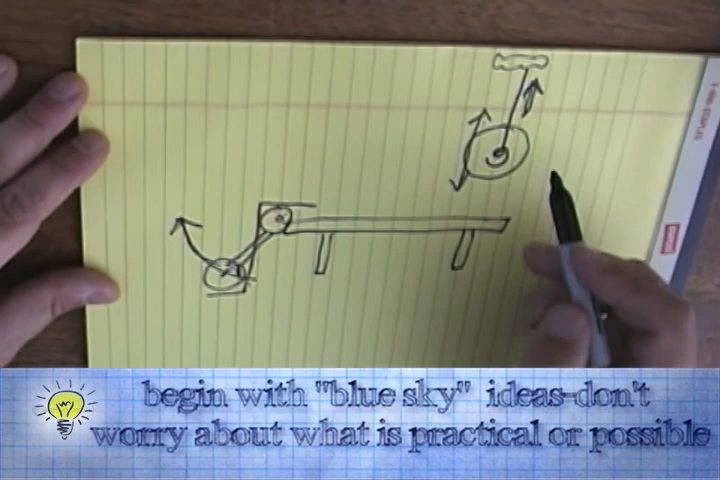 begin with "blue sky" ideas-don't
worry about what is practical or possible